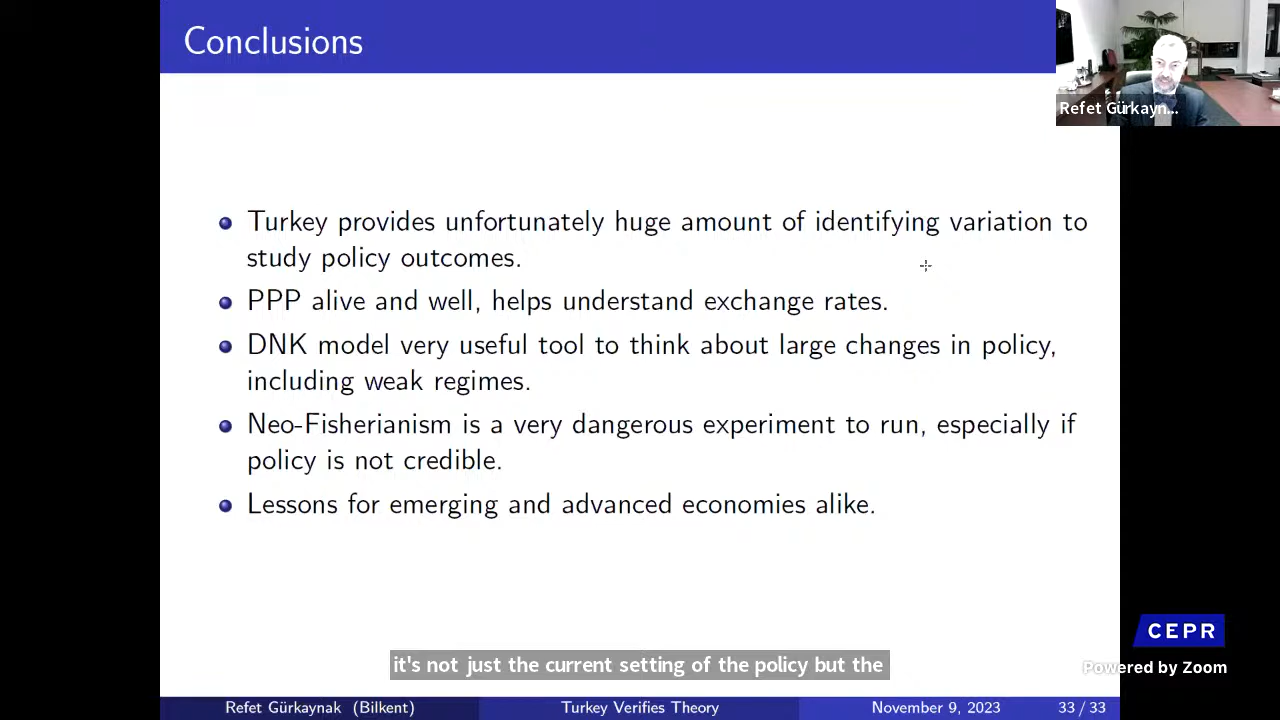 Conclusions
Refet Gürkayn...
Turkey provides unfortunately huge amount of identifying variation to
study policy outcomes.
PPP alive and well, helps understand exchange rates.
DNK model very useful tool to think about large changes in policy,
including weak regimes.
Neo-Fisherianism is a very dangerous experiment to run, especially if
policy is not credible.
Lessons for emerging and advanced economies alike.
CEPR
it's not just the current setting of the policy but the
Powered by Zoom
Refet Gürkaynak (Bilkent)
Turkey Verifies Theory
November 9, 2023
33 / 33